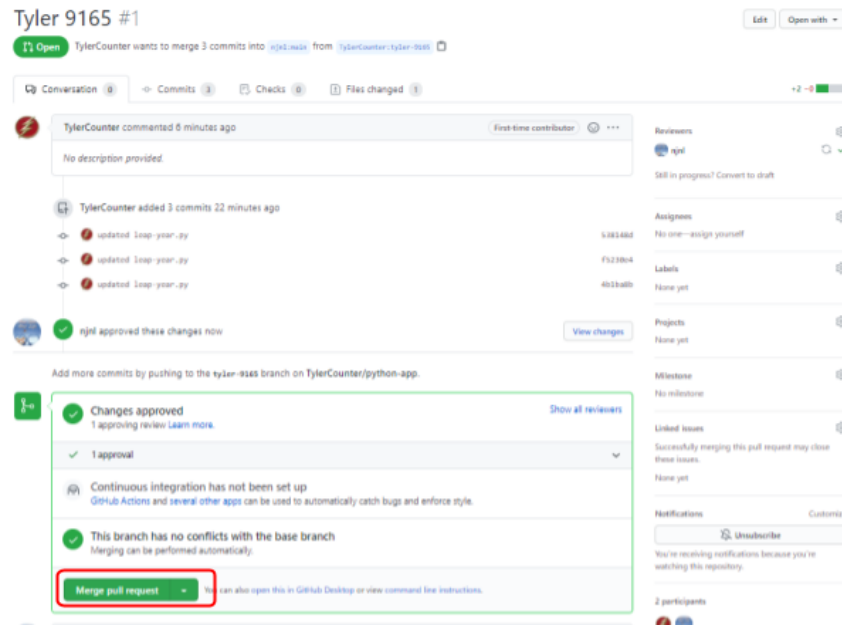 Tyler 9165 #1
Edit
Open with
Open
TylerCounter wants to merge 3 commits into njnl:main from TylerCounter:tyler-9165
Conversation 0
Commits 3
Checks 0
Files changed 1
+2 −0
TylerCounter commented 6 minutes ago
First-time contributor
No description provided.
TylerCounter added 3 commits 22 minutes ago
updated leap-year.py
updated leap-year.py
updated leap-year.py
njnl approved these changes now
View changes
Add more commits by pushing to the tyler-9165 branch on TylerCounter/python-app.
Changes approved
Show all reviewers
1 approving review Learn more.
1 approval
Continuous integration has not been set up
GitHub Actions and several other apps can be used to automatically catch bugs and enforce style.
This branch has no conflicts with the base branch
Merging can be performed automatically.
Merge pull request
You can also open this in GitHub Desktop or view command line instructions.
Reviewers
njnl
Still in progress? Convert to draft
Assignees
No one—assign yourself
Labels
None yet
Projects
None yet
Milestone
No milestone
Linked issues
Successfully merging this pull request may close
these issues.
None yet
Notifications
Unsubscribe
You're receiving notifications because you're
watching this repository.
2 participants